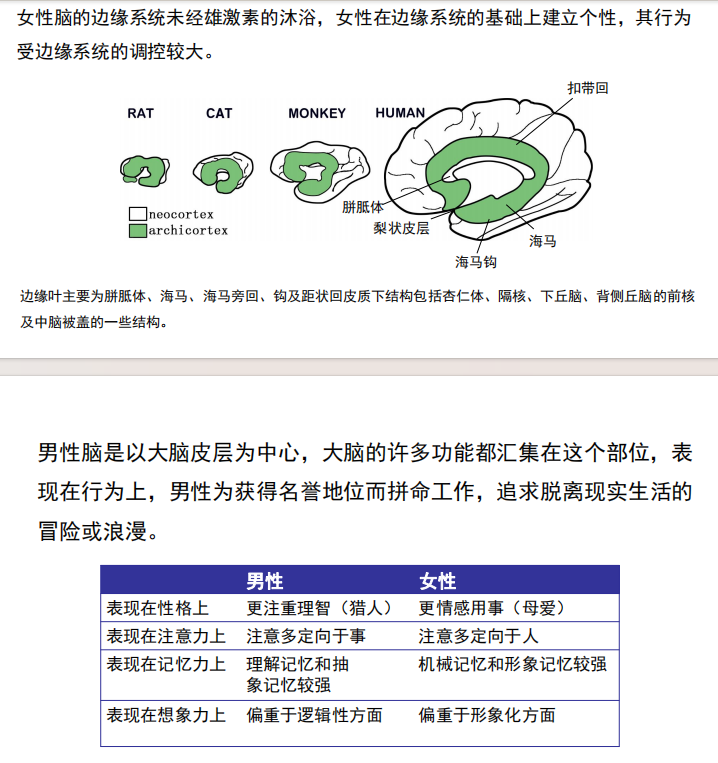 女性脑的边缘系统未经雄激素的沐浴，女性在边缘系统的基础上建立个性，其行为
受边缘系统的调控较大。
扣带回
RAT CAT MONKEY HUMAN
胼胝体
neocortex
archicortex
梨状皮层
海马
海马钩
边缘叶主要为胼胝体、海马、海马旁回、钩及距状回皮质下结构包括杏仁体、隔核、下丘脑、背侧丘脑的前核
及中脑被盖的一些结构。
男性脑是以大脑皮层为中心，大脑的许多功能都汇集在这个部位，表
现在行为上，男性为获得名誉地位而拼命工作，追求脱离现实生活的
冒险或浪漫。
男性 女性
表现在性格上 更注重理智（猎人） 更情感用事（母爱）
表现在注意力上 注意多定向于事 注意多定向于人
表现在记忆力上 理解记忆和抽 机械记忆和形象记忆较强
象记忆较强
表现在想象力上 偏重于逻辑性方面 偏重于形象化方面